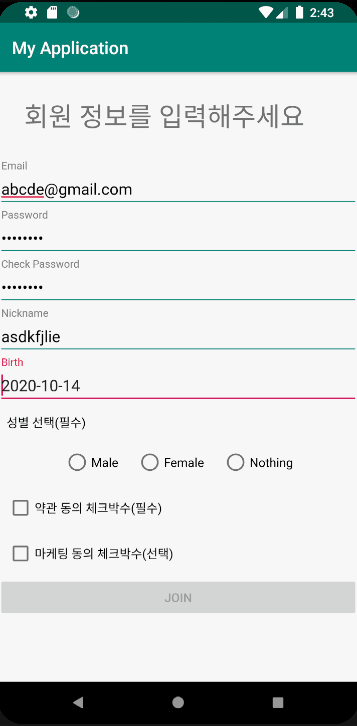 2:43
My Application
회원 정보를 입력해주세요
Email
abcde@gmail.com
Password
••••••••
Check Password
••••••••
Nickname
asdkfjlie
Birth
2020-10-14
성별 선택(필수)
Male Female Nothing
약관 동의 체크박수(필수)
마케팅 동의 체크박수(선택)
JOIN